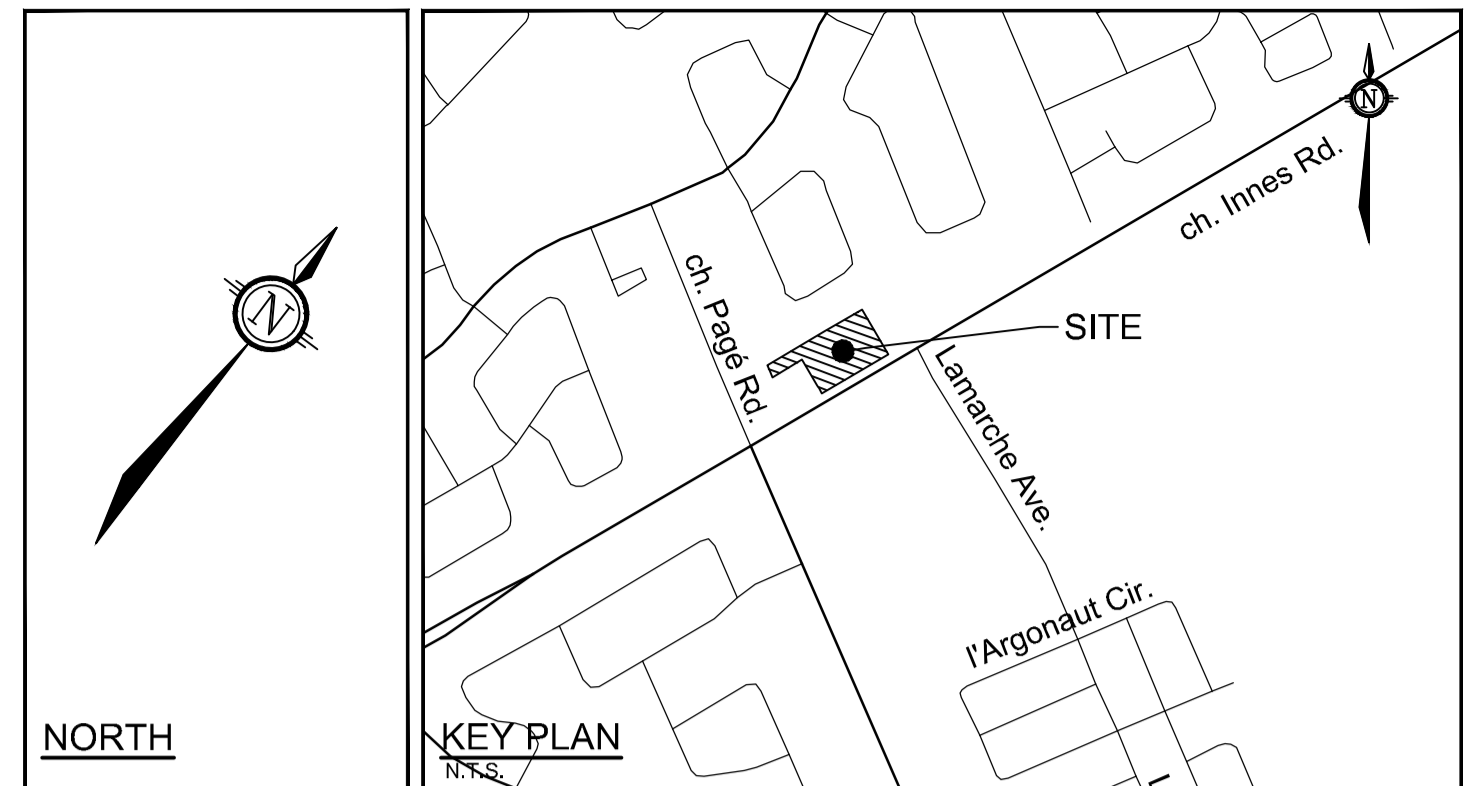 N
NORTH
N
ch. Innes Rd.
ch. Pagé Rd.
SITE
Lamarche Ave.
l'Argonaut Cir.
KEY PLAN
N.T.S.